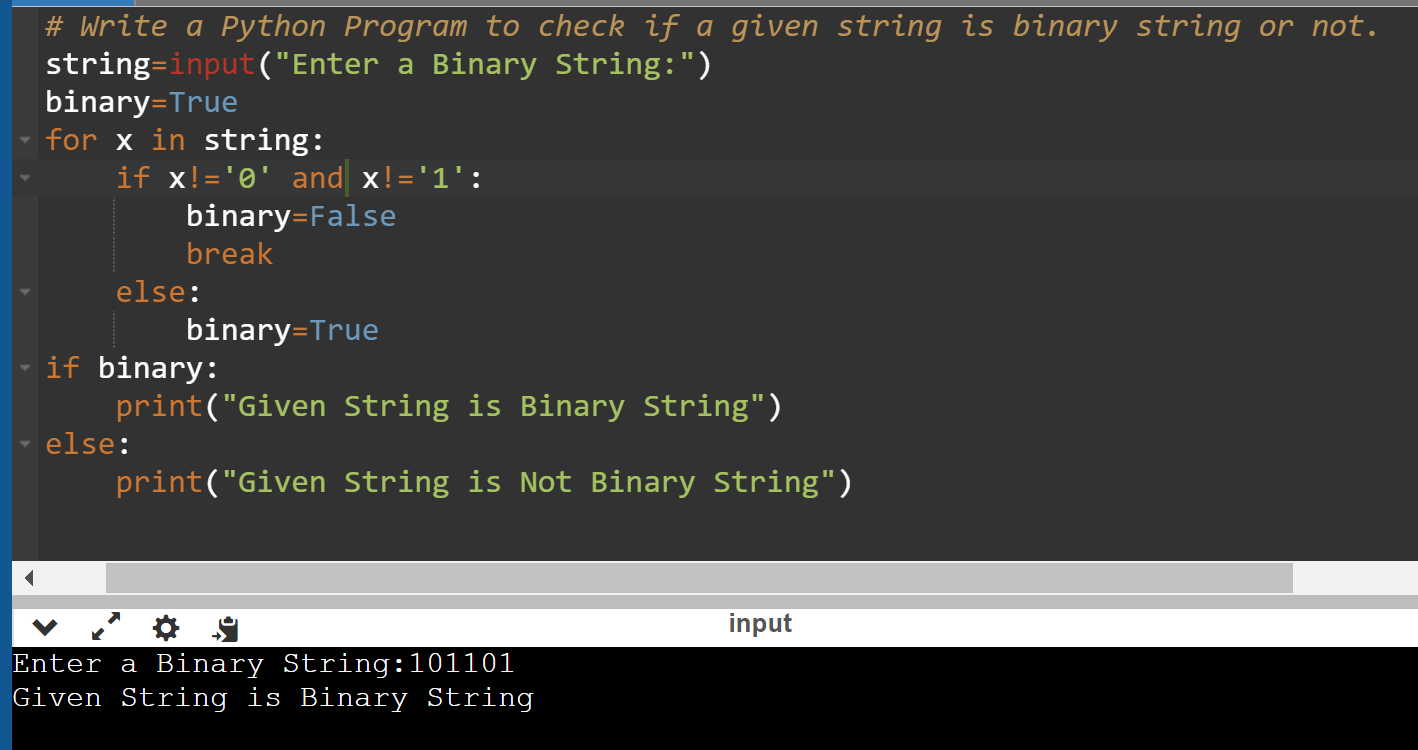 # Write a Python Program to check if a given string is binary string or not.
string=input("Enter a Binary String:")
binary=True
for x in string:
    if x!='0' and x!='1':
        binary=False
        break
    else:
        binary=True
if binary:
    print("Given String is Binary String")
else:
    print("Given String is Not Binary String")
input
Enter a Binary String:101101
Given String is Binary String